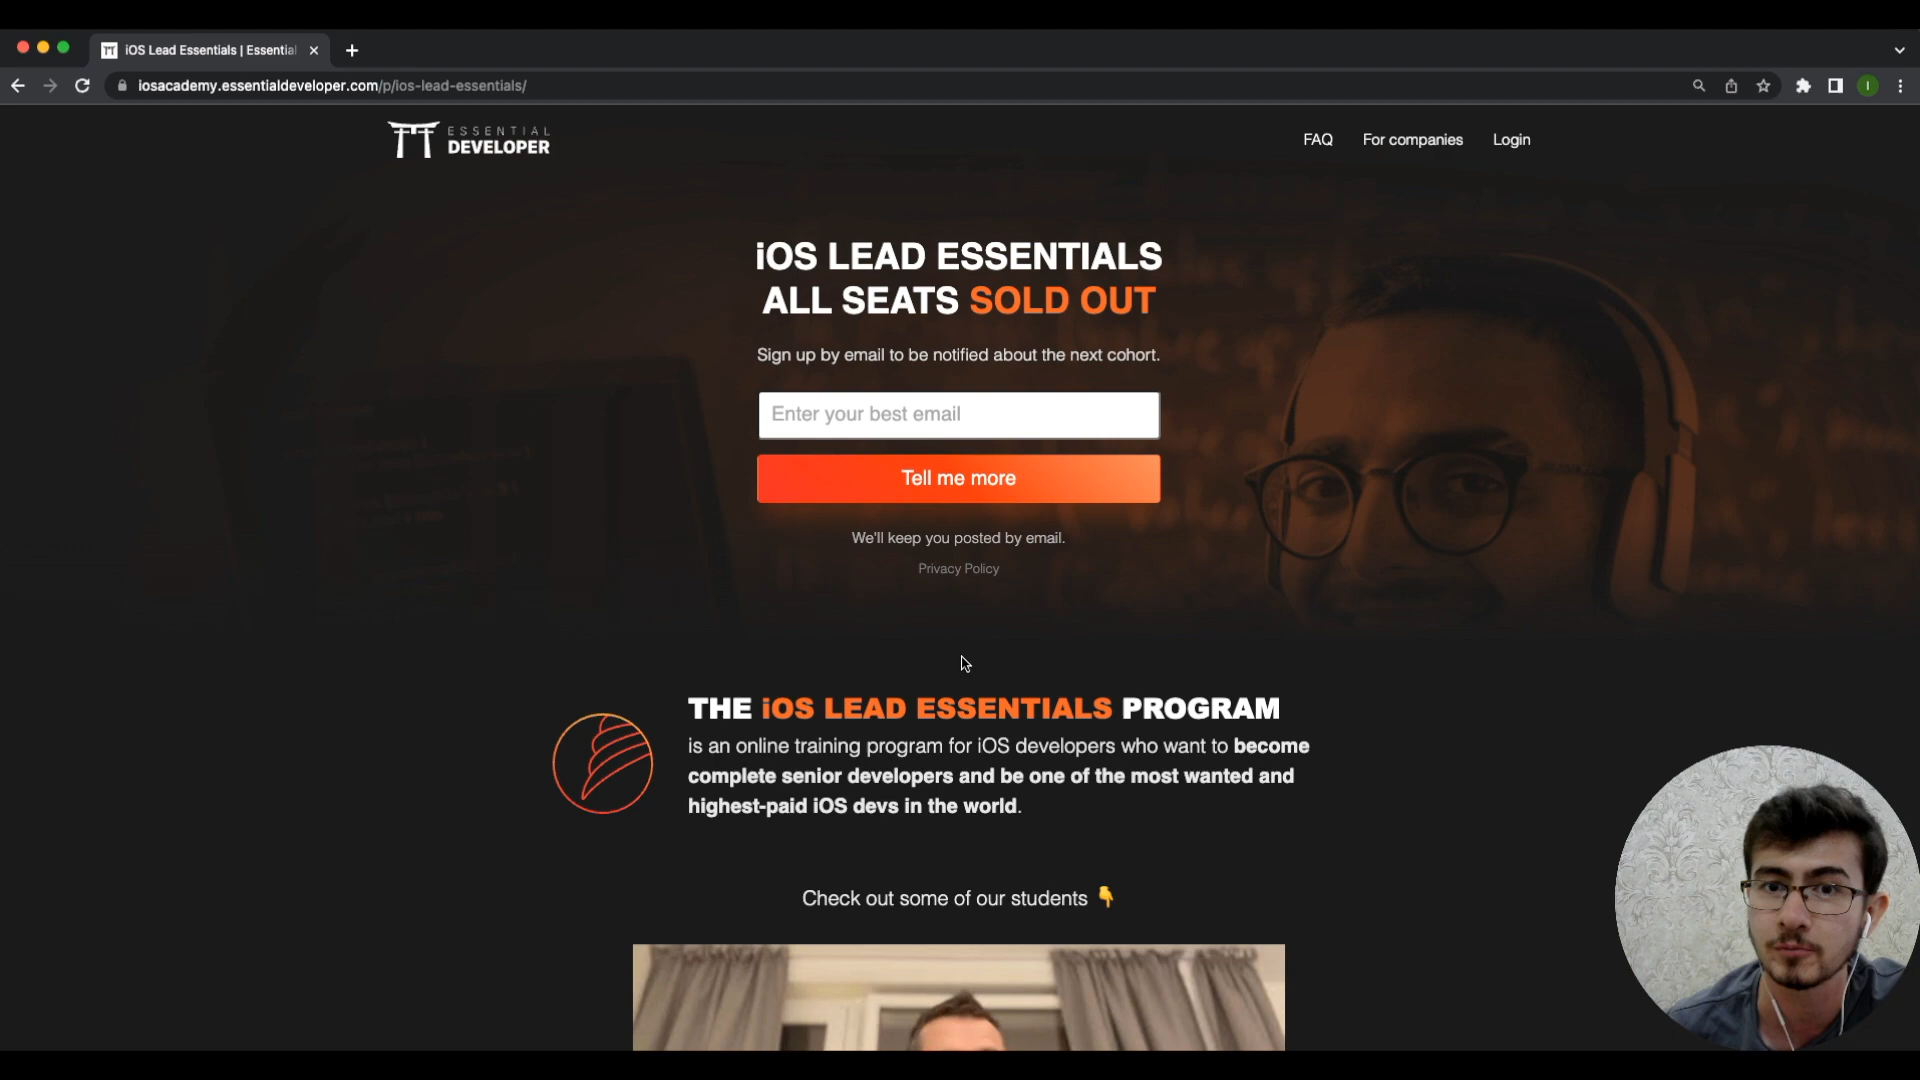 iOS Lead Essentials | Essential
iosacademy.essentialdeveloper.com/p/ios-lead-essentials/
I
ESSENTIAL
DEVELOPER
FAQ
For companies
Login
iOS LEAD ESSENTIALS
ALL SEATS SOLD OUT
Sign up by email to be notified about the next cohort.
Enter your best email
Tell me more
We'll keep you posted by email.
Privacy Policy
THE iOS LEAD ESSENTIALS PROGRAM
is an online training program for iOS developers who want to become
complete senior developers and be one of the most wanted and
highest-paid iOS devs in the world.
Check out some of our students 👇